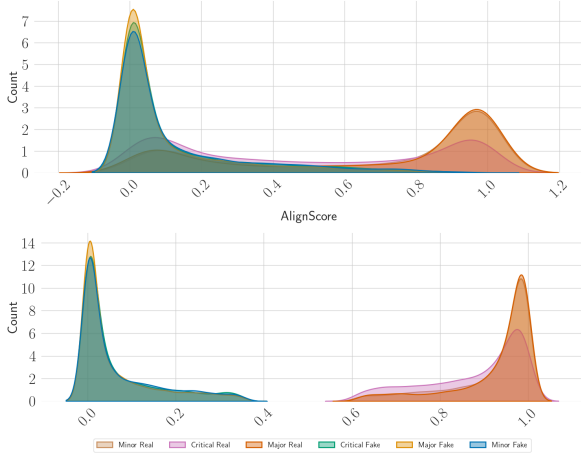 7
6
5
4
3
2
1
0
Count
−0.2 0.0 0.2 0.4 0.6 0.8 1.0 1.2
AlignScore
14
12
10
8
6
4
2
0
Count
0.0 0.2 0.4 0.6 0.8 1.0
Minor Real Critical Real Major Real Critical Fake Major Fake Minor Fake